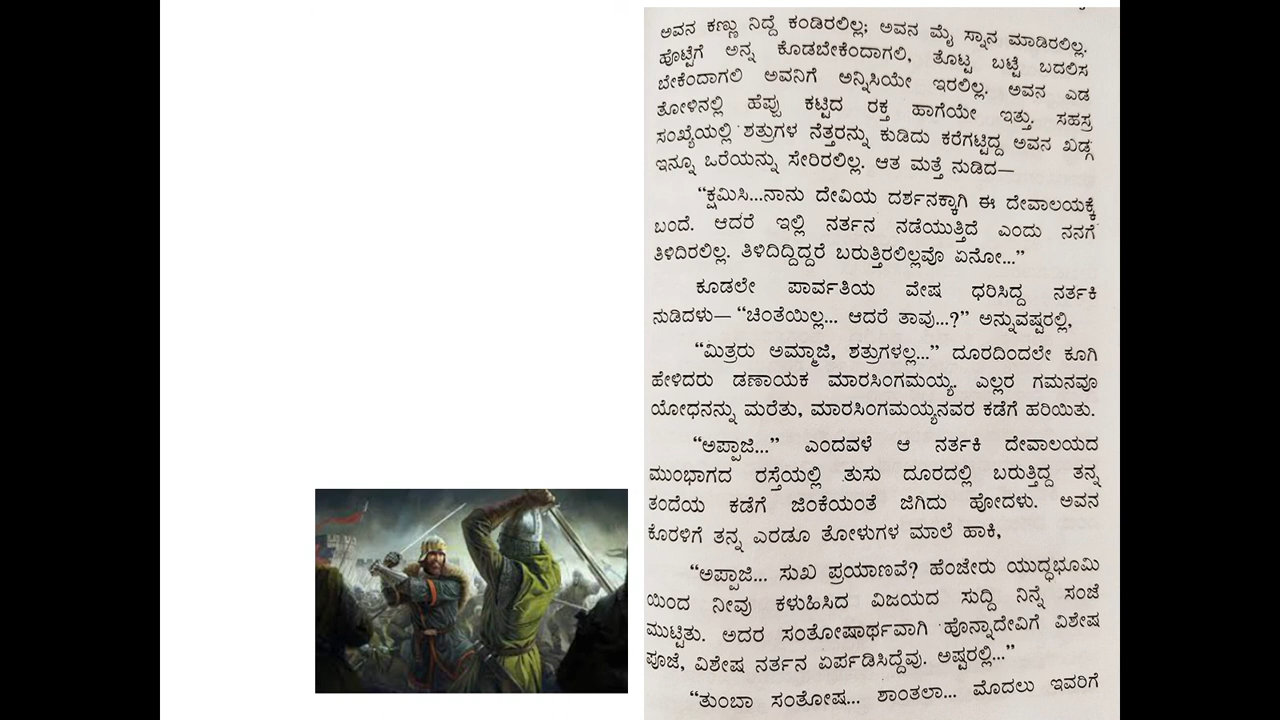 ಅವನ ಕಣ್ಣು ನಿದ್ದೆ ಕಂಡಿರಲಿಲ್ಲ; ಅವನ ಮೈ ಸ್ನಾನ ಮಾಡಿರಲಿಲ್ಲ.
ಹೊಟ್ಟೆಗೆ ಅನ್ನ ಕೊಡಬೇಕೆಂದಾಗಲಿ, ತೊಟ್ಟ ಬಟ್ಟೆ ಬದಲಿಸ
ಬೇಕೆಂದಾಗಲಿ ಅವನಿಗೆ ಅನ್ನಿಸಿಯೇ ಇರಲಿಲ್ಲ. ಅವನ ಎಡ
ತೋಳಿನಲ್ಲಿ ಹೆಪ್ಪು ಕಟ್ಟಿದ ರಕ್ತ ಹಾಗೆಯೇ ಇತ್ತು. ಸಹಸ್ರ
ಸಂಖ್ಯೆಯಲ್ಲಿ ಶತ್ರುಗಳ ನೆತ್ತರನ್ನು ಕುಡಿದು ಕರೆಗಟ್ಟಿದ್ದ ಅವನ ಖಡ್ಗ
ಇನ್ನೂ ಒರೆಯನ್ನು ಸೇರಿರಲಿಲ್ಲ. ಆತ ಮತ್ತೆ ನುಡಿದ—
“ಕ್ಷಮಿಸಿ...ನಾನು ದೇವಿಯ ದರ್ಶನಕ್ಕಾಗಿ ಈ ದೇವಾಲಯಕ್ಕೆ
ಬಂದೆ. ಆದರೆ ಇಲ್ಲಿ ನರ್ತನ ನಡೆಯುತ್ತಿದೆ ಎಂದು ನನಗೆ
ತಿಳಿದಿರಲಿಲ್ಲ. ತಿಳಿದಿದ್ದಿದ್ದರೆ ಬರುತ್ತಿರಲಿಲ್ಲವೊ ಏನೋ...”
ಕೂಡಲೇ ಪಾರ್ವತಿಯ ವೇಷ ಧರಿಸಿದ್ದ ನರ್ತಕಿ
ನುಡಿದಳು— “ಚಿಂತೆಯಿಲ್ಲ... ಆದರೆ ತಾವು...?” ಅನ್ನುವಷ್ಟರಲ್ಲಿ,
“ಮಿತ್ರರು ಅಮ್ಮಾಜಿ, ಶತ್ರುಗಳಲ್ಲ...” ದೂರದಿಂದಲೇ ಕೂಗಿ
ಹೇಳಿದರು ಡಣಾಯಕ ಮಾರಸಿಂಗಮಯ್ಯ. ಎಲ್ಲರ ಗಮನವೂ
ಯೋಧನನ್ನು ಮರೆತು, ಮಾರಸಿಂಗಮಯ್ಯನವರ ಕಡೆಗೆ ಹರಿಯಿತು.
“ಅಪ್ಪಾಜಿ...” ಎಂದವಳೆ ಆ ನರ್ತಕಿ ದೇವಾಲಯದ
ಮುಂಭಾಗದ ರಸ್ತೆಯಲ್ಲಿ ತುಸು ದೂರದಲ್ಲಿ ಬರುತ್ತಿದ್ದ ತನ್ನ
ತಂದೆಯ ಕಡೆಗೆ ಜಿಂಕೆಯಂತೆ ಜಿಗಿದು ಹೋದಳು. ಅವನ
ಕೊರಳಿಗೆ ತನ್ನ ಎರಡೂ ತೋಳುಗಳ ಮಾಲೆ ಹಾಕಿ,
“ಅಪ್ಪಾಜಿ... ಸುಖ ಪ್ರಯಾಣವೆ? ಹೆಂಜೇರು ಯುದ್ಧಭೂಮಿ
ಯಿಂದ ನೀವು ಕಳುಹಿಸಿದ ವಿಜಯದ ಸುದ್ದಿ ನಿನ್ನೆ ಸಂಜೆ
ಮುಟ್ಟಿತು. ಅದರ ಸಂತೋಷಾರ್ಥವಾಗಿ ಹೊನ್ನಾದೇವಿಗೆ ವಿಶೇಷ
ಪೂಜೆ, ವಿಶೇಷ ನರ್ತನ ಏರ್ಪಡಿಸಿದ್ದೆವು. ಅಷ್ಟರಲ್ಲಿ...”
“ತುಂಬಾ ಸಂತೋಷ... ಶಾಂತಲಾ... ಮೊದಲು ಇವರಿಗೆ